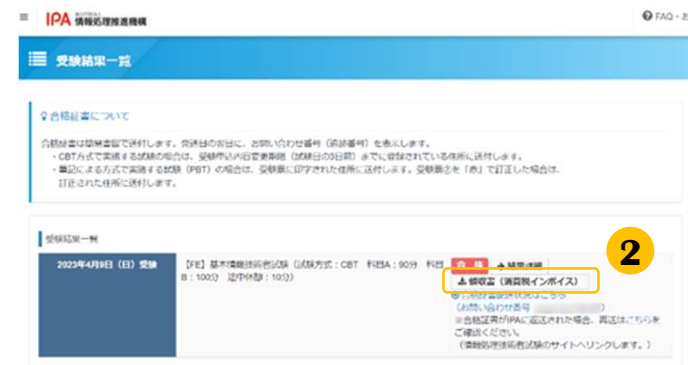 ≡ IPA 情報処理推進機構
FAQ・お
受験結果一覧
合格証書について
合格証書は簡易書留で送付します。発送日の翌日に、お問い合わせ番号(追跡番号)を表示します。
・CBT方式で実施する試験の場合は、受験申込内容変更期限(試験日の3日前)までに登録されている住所に送付します。
・筆記による方式で実施する試験(PBT)の場合は、受験票に印字された住所に送付します。受験票②を「赤」で訂正した場合は、
訂正された住所に送付します。
受験結果一覧
2023年4月9日(日)受験
【FE】基本情報技術者試験(試験方式:CBT 科目A:90分 科目
B:100分 途中休憩:10分)
合 格
結果詳細
2
領収書(消費税インボイス)
合格証書配送状況はこちら
(お問い合わせ番号 )
※合格証書がIPAに返送された場合、再送はこちらを
ご確認ください。
(情報処理技術者試験のサイトへリンクします。)